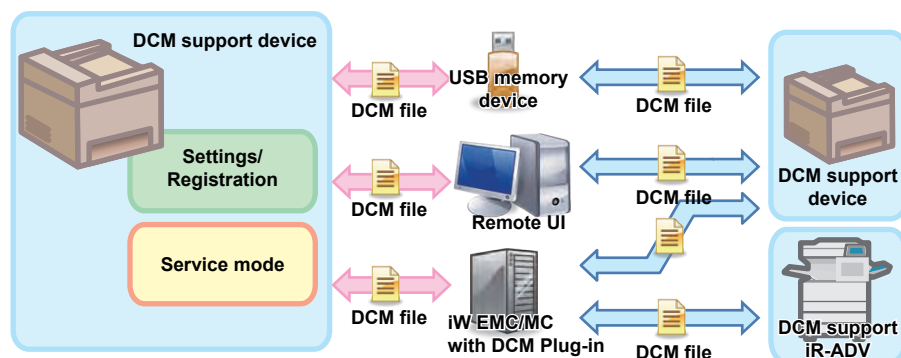 DCM support device
Settings/
Registration
Service mode
DCM file
USB memory
device
DCM file
DCM file
Remote UI
DCM file
DCM file
iW EMC/MC
with DCM Plug-in
DCM file
DCM support
device
DCM support
iR-ADV